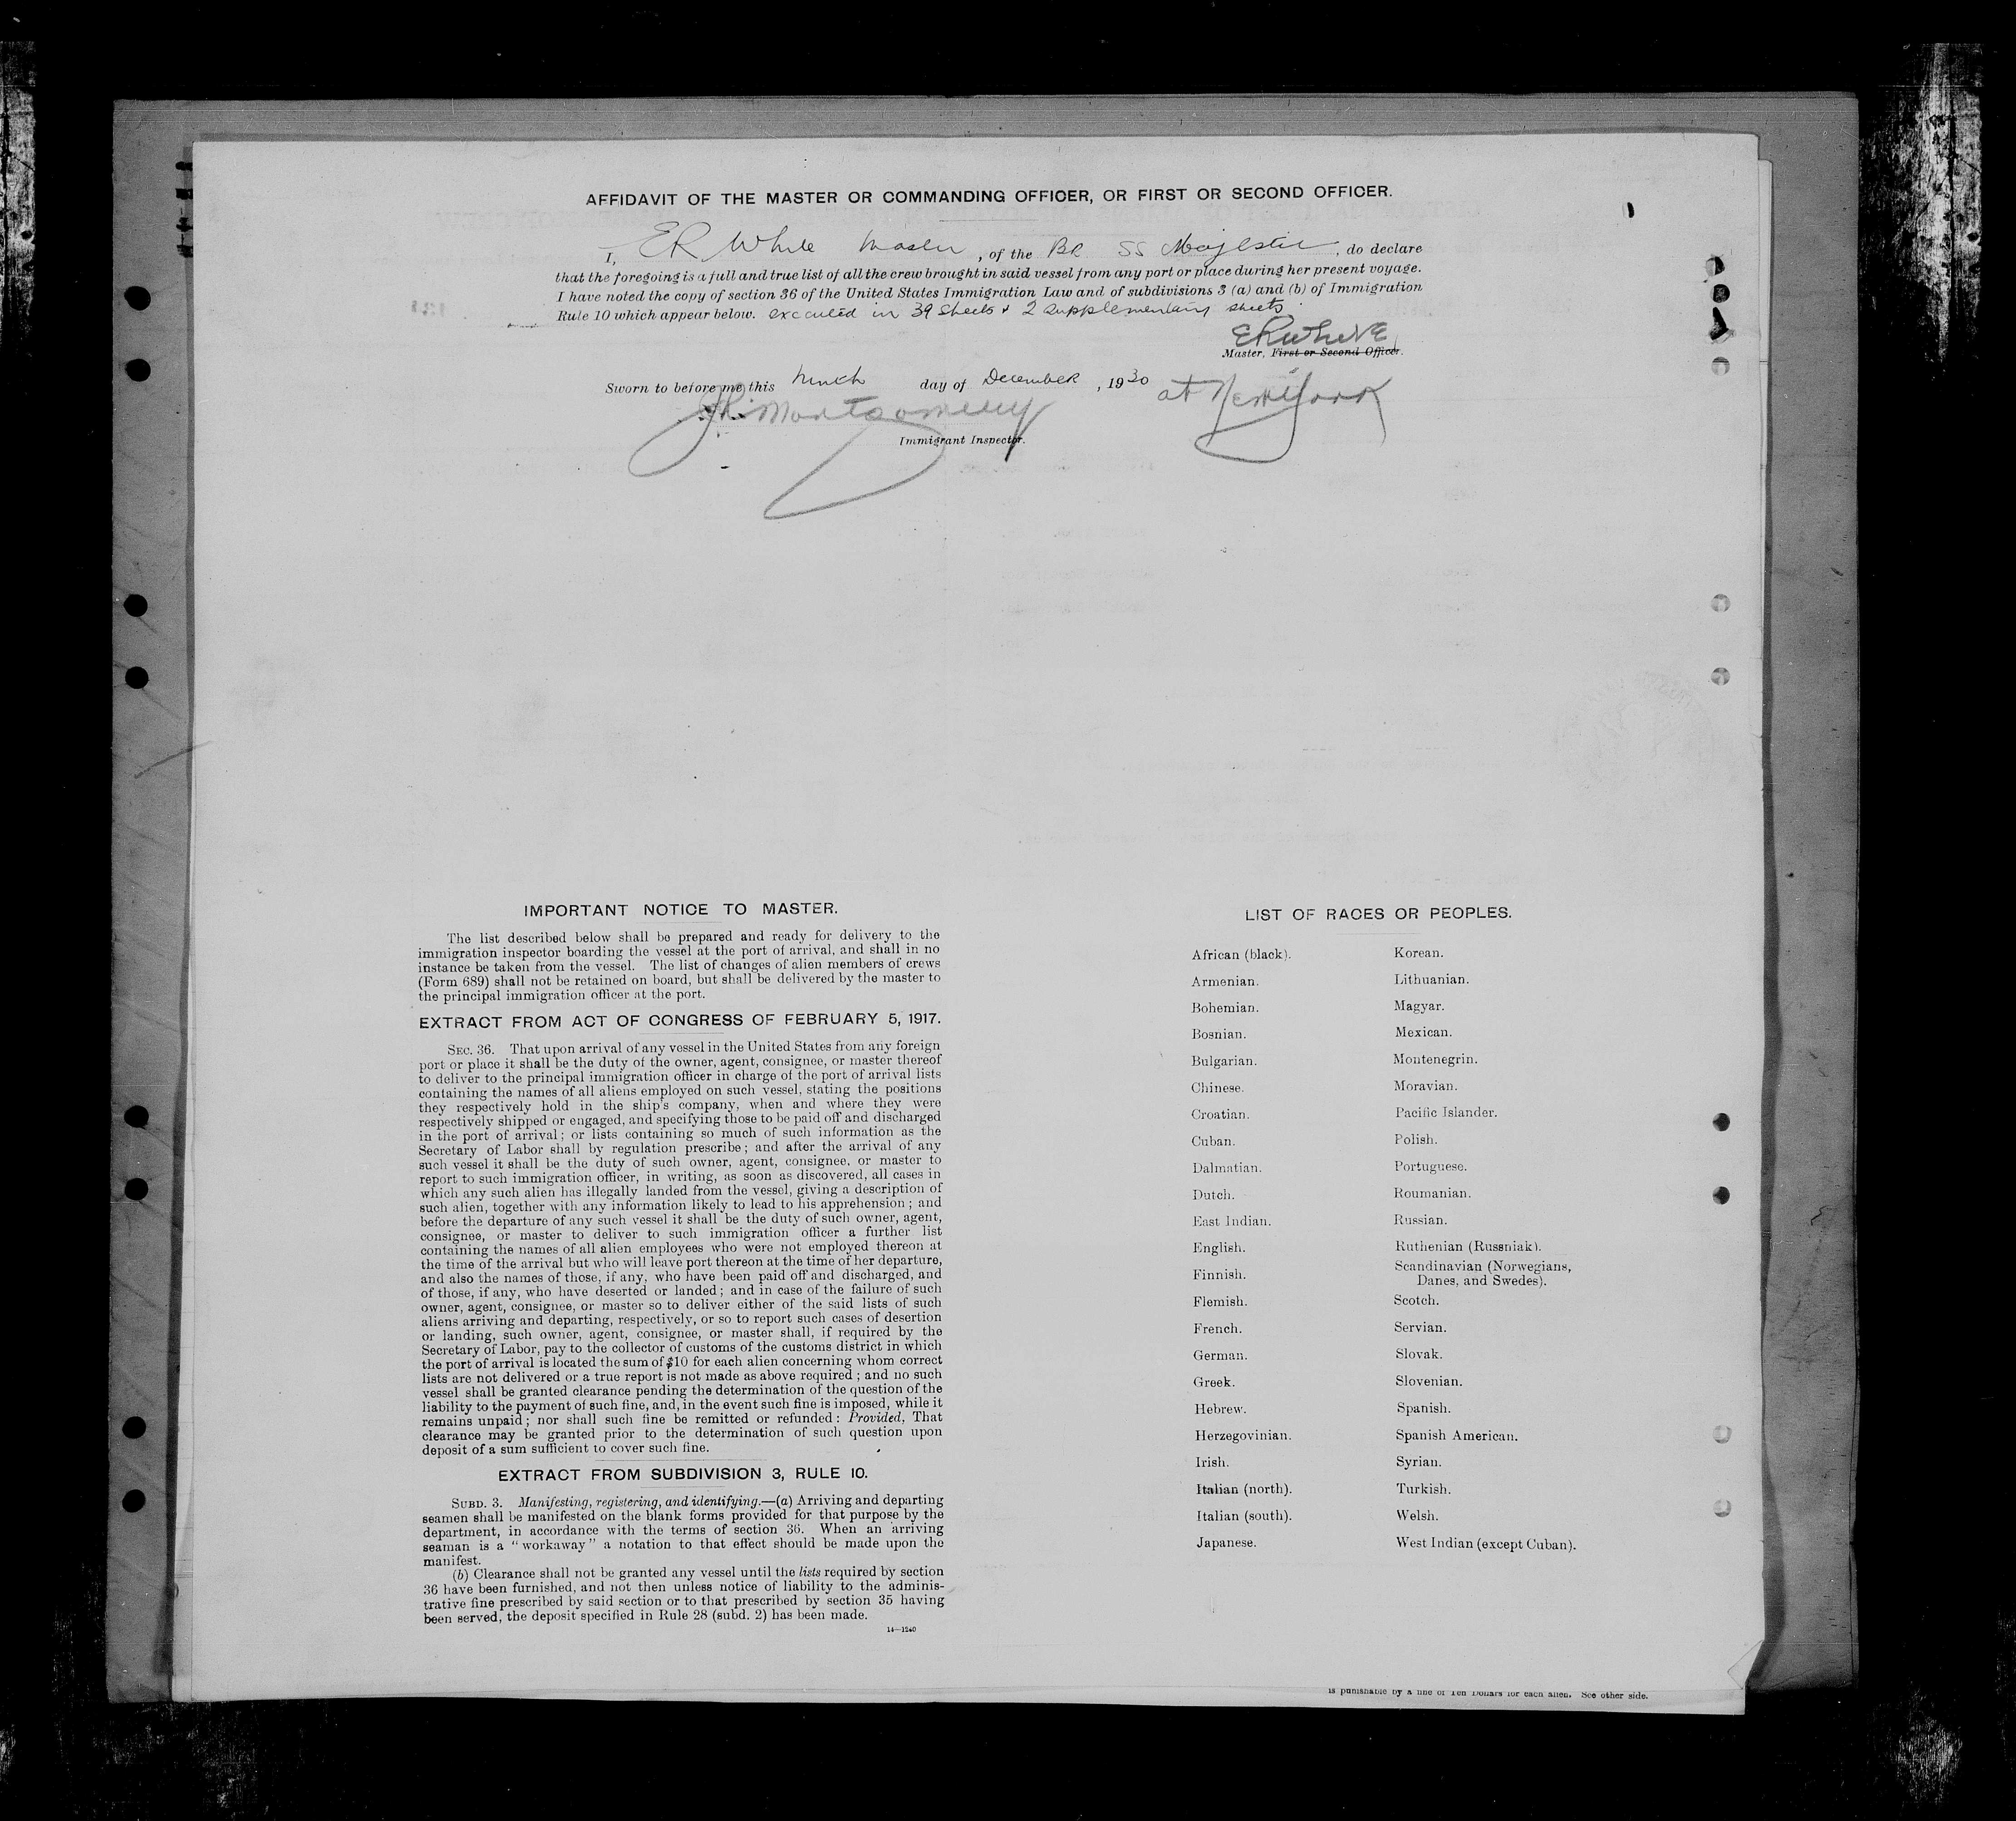 AFFIDAVIT OF THE MASTER OR COMMANDING OFFICER, OR FIRST OR SECOND OFFICER.
I, ER White Master, of the Br SS Majestic, do declare
that the foregoing is a full and true list of all the crew brought in said vessel from any port or place during her present voyage.
I have noted the copy of section 36 of the United States Immigration Law and of subdivisions 3 (a) and (b) of Immigration
Rule 10 which appear below. executed in 39 sheets & 2 supplementary sheets
ERWhite
Master, First or Second Officer.
Sworn to before me this ninth day of December, 1930 at New York
Montgomery
Immigrant Inspector.
IMPORTANT NOTICE TO MASTER.
The list described below shall be prepared and ready for delivery to the
immigration inspector boarding the vessel at the port of arrival, and shall in no
instance be taken from the vessel. The list of changes of alien members of crews
(Form 689) shall not be retained on board, but shall be delivered by the master to
the principal immigration officer at the port.
EXTRACT FROM ACT OF CONGRESS OF FEBRUARY 5, 1917.
SEC. 36. That upon arrival of any vessel in the United States from any foreign
port or place it shall be the duty of the owner, agent, consignee, or master thereof
to deliver to the principal immigration officer in charge of the port of arrival lists
containing the names of all aliens employed on such vessel, stating the positions
they respectively hold in the ship's company, when and where they were
respectively shipped or engaged, and specifying those to be paid off and discharged
in the port of arrival; or lists containing so much of such information as the
Secretary of Labor shall by regulation prescribe; and after the arrival of any
such vessel it shall be the duty of such owner, agent, consignee, or master to
report to such immigration officer, in writing, as soon as discovered, all cases in
which any such alien has illegally landed from the vessel, giving a description of
such alien, together with any information likely to lead to his apprehension; and
before the departure of any such vessel it shall be the duty of such owner, agent,
consignee, or master to deliver to such immigration officer a further list
containing the names of all alien employees who were not employed thereon at
the time of the arrival but who will leave port thereon at the time of her departure,
and also the names of those, if any, who have been paid off and discharged, and
of those, if any, who have deserted or landed; and in case of the failure of such
owner, agent, consignee, or master so to deliver either of the said lists of such
aliens arriving and departing, respectively, or so to report such cases of desertion
or landing, such owner, agent, consignee, or master shall, if required by the
Secretary of Labor, pay to the collector of customs of the customs district in which
the port of arrival is located the sum of $10 for each alien concerning whom correct
lists are not delivered or a true report is not made as above required; and no such
vessel shall be granted clearance pending the determination of the question of the
liability to the payment of such fine, and, in the event such fine is imposed, while it
remains unpaid; nor shall such fine be remitted or refunded: Provided, That
clearance may be granted prior to the determination of such question upon
deposit of a sum sufficient to cover such fine.
EXTRACT FROM SUBDIVISION 3, RULE 10.
SUBD. 3. Manifesting, registering, and identifying.—(a) Arriving and departing
seamen shall be manifested on the blank forms provided for that purpose by the
department, in accordance with the terms of section 36. When an arriving
seaman is a "workaway" a notation to that effect should be made upon the
manifest.
(b) Clearance shall not be granted any vessel until the lists required by section
36 have been furnished, and not then unless notice of liability to the adminis-
trative fine prescribed by said section or to that prescribed by section 35 having
been served, the deposit specified in Rule 28 (subd. 2) has been made.
14—1240
LIST OF RACES OR PEOPLES.
African (black).
Armenian.
Bohemian.
Bosnian.
Bulgarian.
Chinese.
Croatian.
Cuban.
Dalmatian.
Dutch.
East Indian.
English.
Finnish.
Flemish.
French.
German.
Greek.
Hebrew.
Herzegovinian.
Irish.
Italian (north).
Italian (south).
Japanese.
Korean.
Lithuanian.
Magyar.
Mexican.
Montenegrin.
Moravian.
Pacific Islander.
Polish.
Portuguese.
Roumanian.
Russian.
Ruthenian (Russniak).
Scandinavian (Norwegians,
Danes, and Swedes).
Scotch.
Servian.
Slovak.
Slovenian.
Spanish.
Spanish American.
Syrian.
Turkish.
Welsh.
West Indian (except Cuban).
is punishable by a fine of Ten Dollars for each alien. See other side.